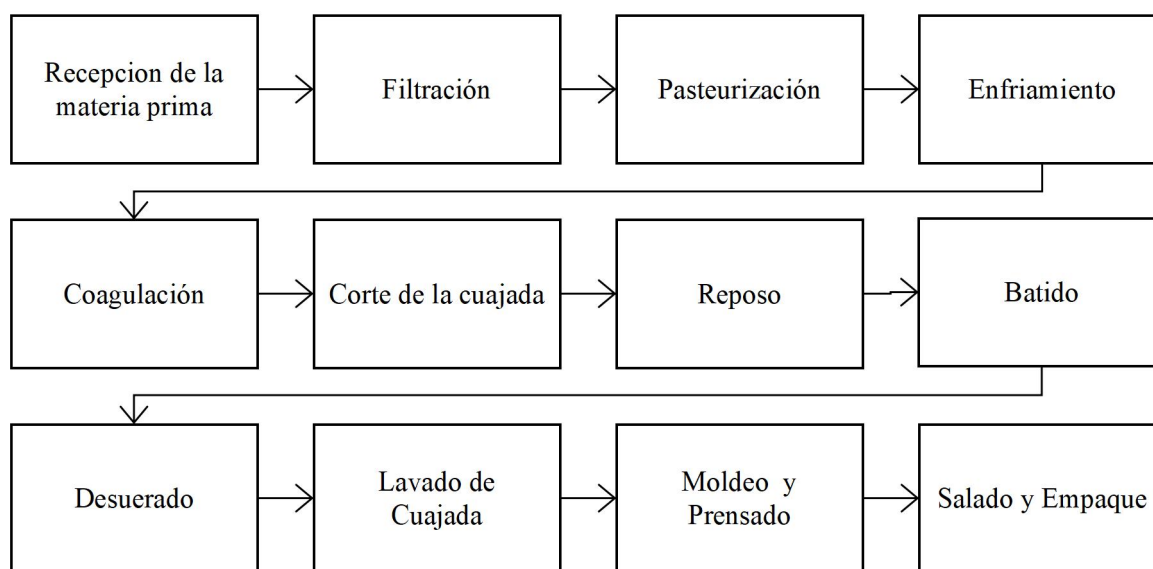 Recepcion de la
materia prima
Filtración
Pasteurización
Enfriamiento
Coagulación
Corte de la cuajada
Reposo
Batido
Desuerado
Lavado de
Cuajada
Moldeo y
Prensado
Salado y Empaque